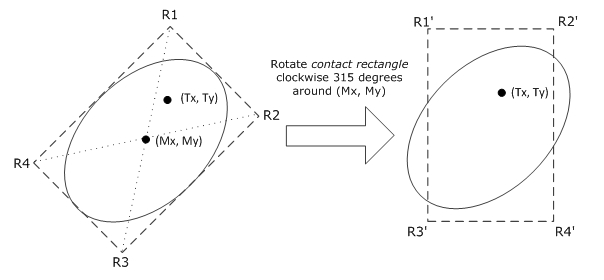 R1
(Tx, Ty)
R2
(Mx, My)
R4
R3
Rotate contact rectangle
clockwise 315 degrees
around (Mx, My)
R1'
R2'
(Tx, Ty)
R3'
R4'